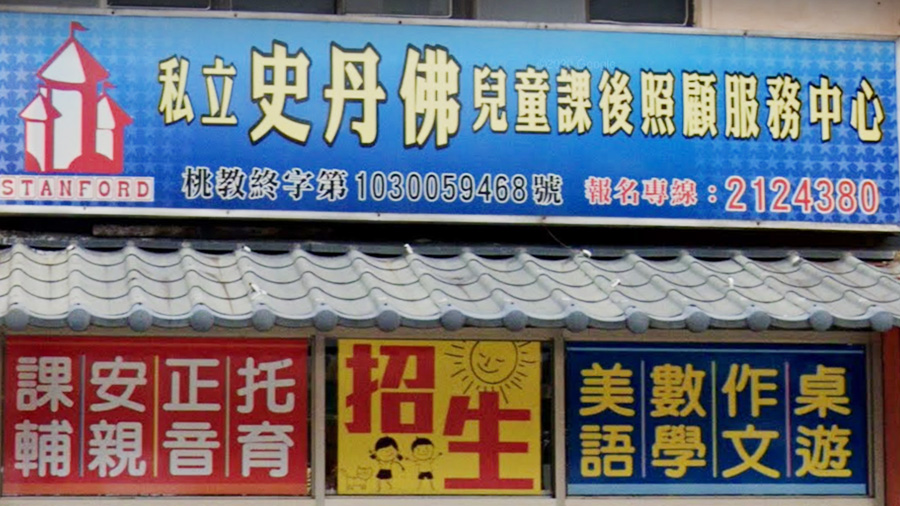 私立史丹佛兒童課後照顧服務中心
STANFORD
桃教終字第1030059468號 報名專線：2124380
課輔 安親 正音 托育
招生
美語 數學 作文 桌遊